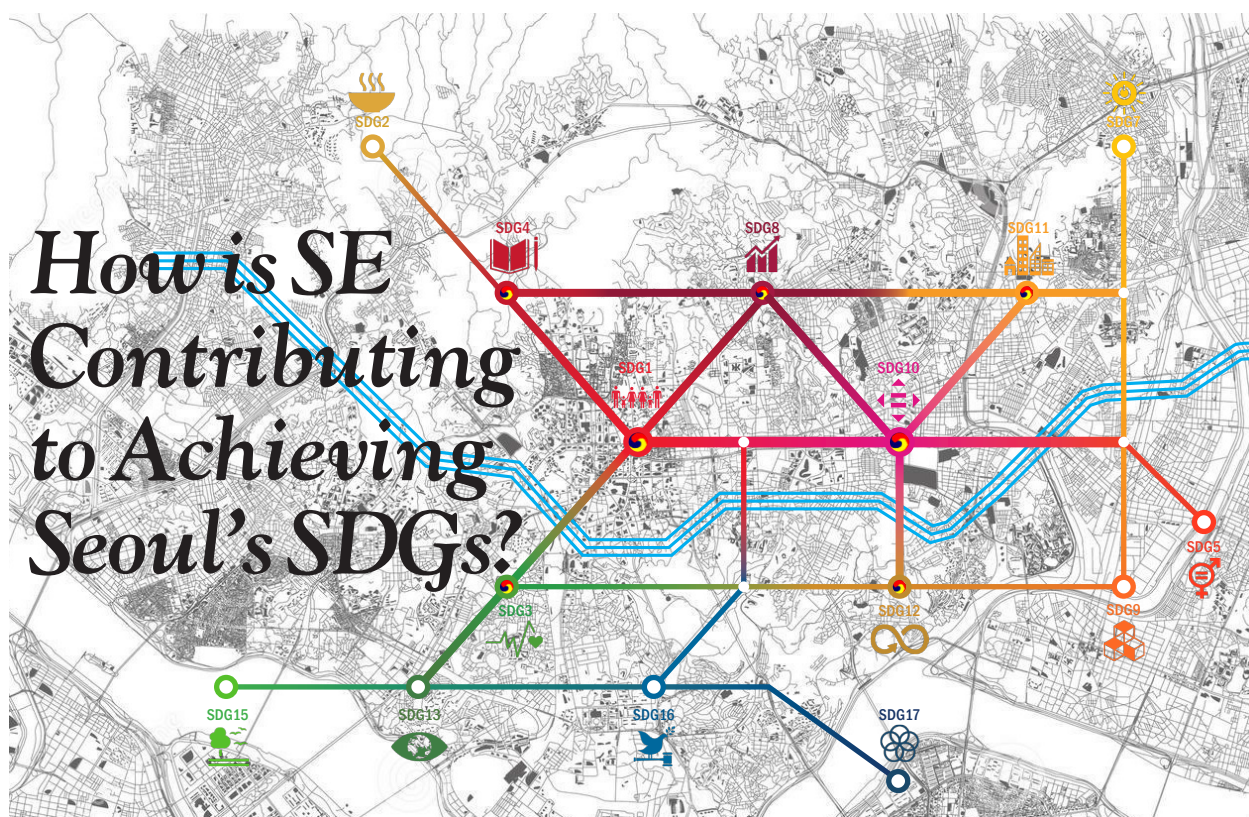 SDG2
SDG7
SDG4
SDG8
SDG11
How is SE
Contributing
to Achieving
Seoul's SDGs?
SDG1
SDG10
SDG5
SDG3
SDG12
SDG9
SDG15
SDG13
SDG16
SDG17